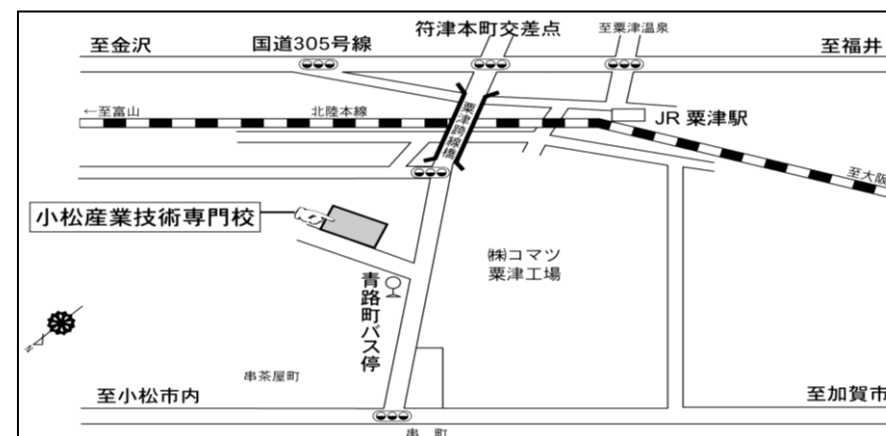 符津本町交差点
至金沢
国道305号線
至粟津温泉
至福井
←至富山
北陸本線
粟津跨線橋
JR 粟津駅
至大阪
小松産業技術専門校
㈱コマツ
粟津工場
青路町バス停
N
串茶屋町
至小松市内
至加賀市
串 町